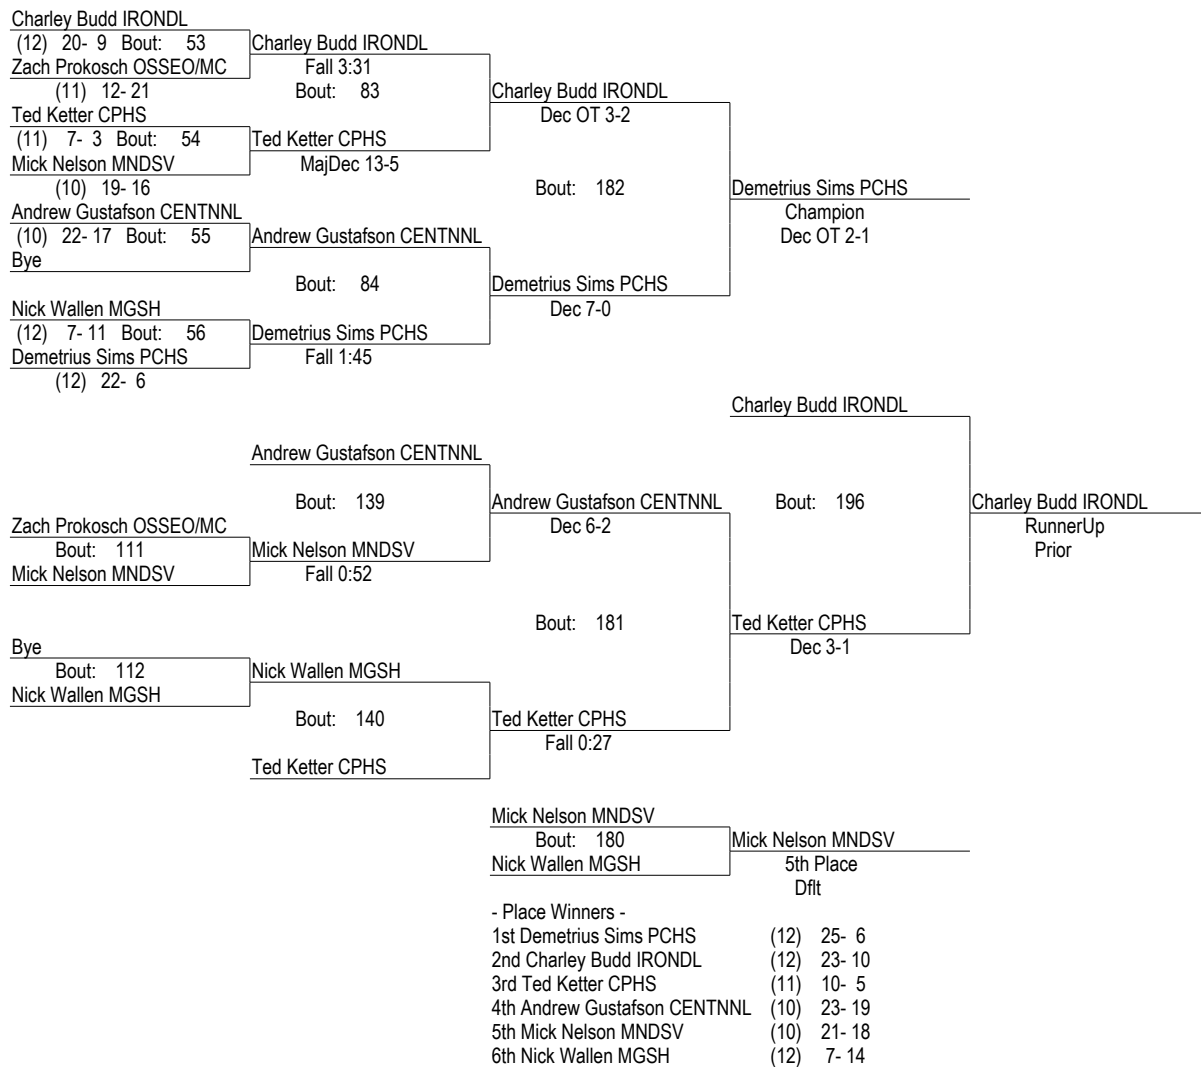 Charley Budd IRONDL
(12) 20- 9 Bout: 53
Zach Prokosch OSSEO/MC
(11) 12- 21
Ted Ketter CPHS
(11) 7- 3 Bout: 54
Mick Nelson MNDSV
(10) 19- 16
Andrew Gustafson CENTNNL
(10) 22- 17 Bout: 55
Bye
Nick Wallen MGSH
(12) 7- 11 Bout: 56
Demetrius Sims PCHS
(12) 22- 6
Charley Budd IRONDL
Fall 3:31
Bout: 83
Ted Ketter CPHS
MajDec 13-5
Andrew Gustafson CENTNNL
Bout: 84
Demetrius Sims PCHS
Fall 1:45
Charley Budd IRONDL
Dec OT 3-2
Bout: 182
Demetrius Sims PCHS
Dec 7-0
Demetrius Sims PCHS
Champion
Dec OT 2-1
Zach Prokosch OSSEO/MC
Bout: 111
Mick Nelson MNDSV
Bye
Bout: 112
Nick Wallen MGSH
Andrew Gustafson CENTNNL
Bout: 139
Mick Nelson MNDSV
Fall 0:52
Nick Wallen MGSH
Bout: 140
Ted Ketter CPHS
Andrew Gustafson CENTNNL
Dec 6-2
Bout: 181
Ted Ketter CPHS
Fall 0:27
Charley Budd IRONDL
Bout: 196
Ted Ketter CPHS
Dec 3-1
Charley Budd IRONDL
RunnerUp
Prior
Mick Nelson MNDSV
Bout: 180
Nick Wallen MGSH
Mick Nelson MNDSV
5th Place
Dflt
- Place Winners -
1st Demetrius Sims PCHS (12) 25- 6
2nd Charley Budd IRONDL (12) 23- 10
3rd Ted Ketter CPHS (11) 10- 5
4th Andrew Gustafson CENTNNL (10) 23- 19
5th Mick Nelson MNDSV (10) 21- 18
6th Nick Wallen MGSH (12) 7- 14